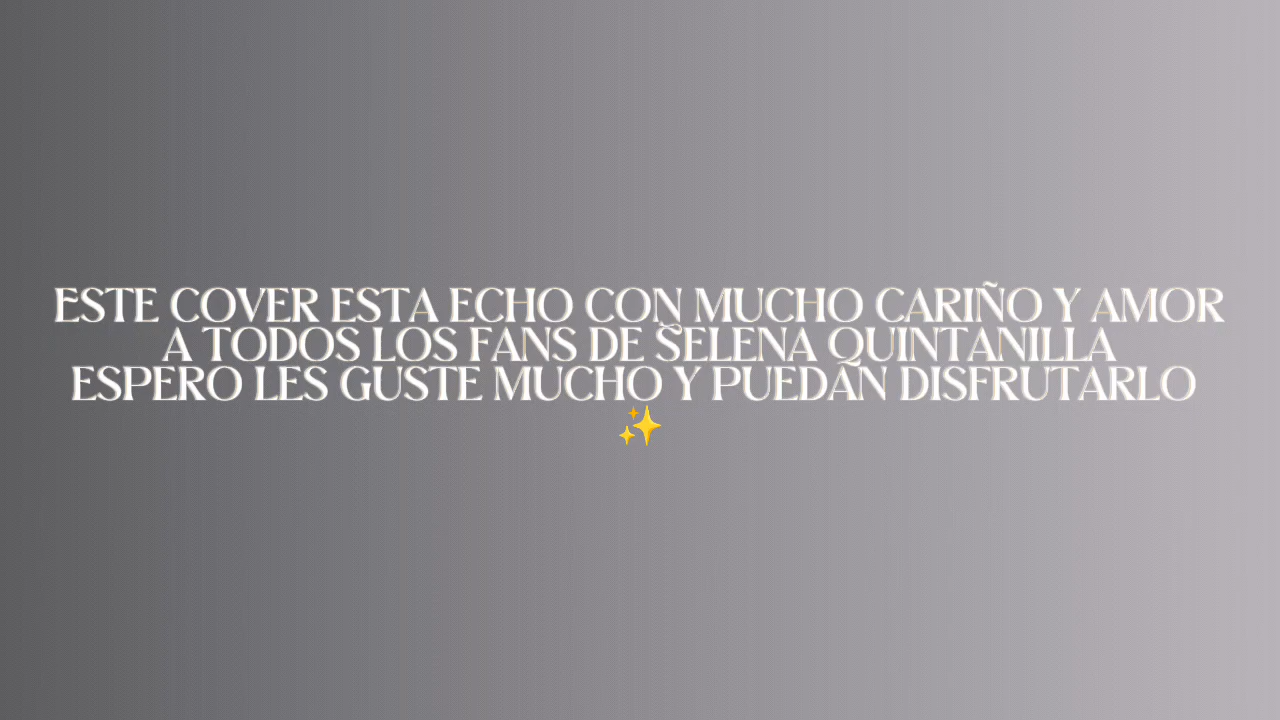 ESTE COVER ESTA ECHO CON MUCHO CARIÑO Y AMOR
A TODOS LOS FANS DE SELENA QUINTANILLA
ESPERO LES GUSTE MUCHO Y PUEDAN DISFRUTARLO
✨